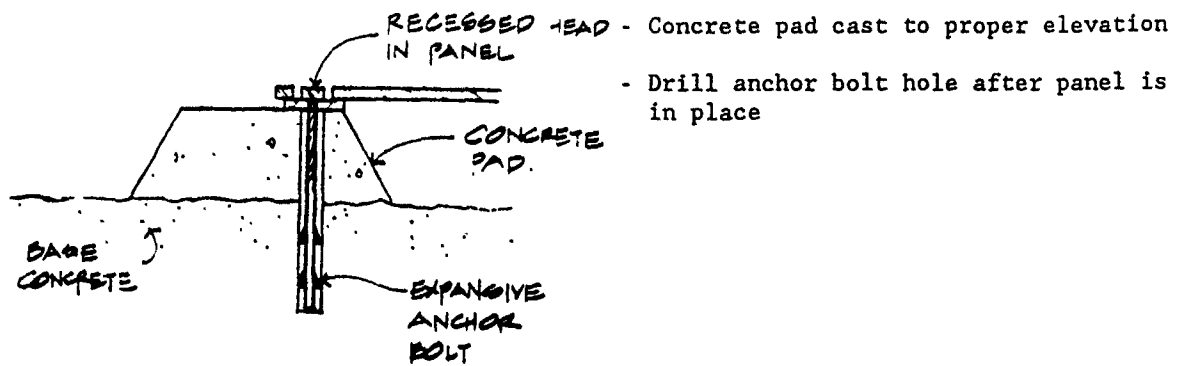 RECESSED HEAD
IN PANEL
- Concrete pad cast to proper elevation
- Drill anchor bolt hole after panel is
in place
CONCRETE
PAD.
BASE
CONCRETE
EXPANSIVE
ANCHOR
BOLT